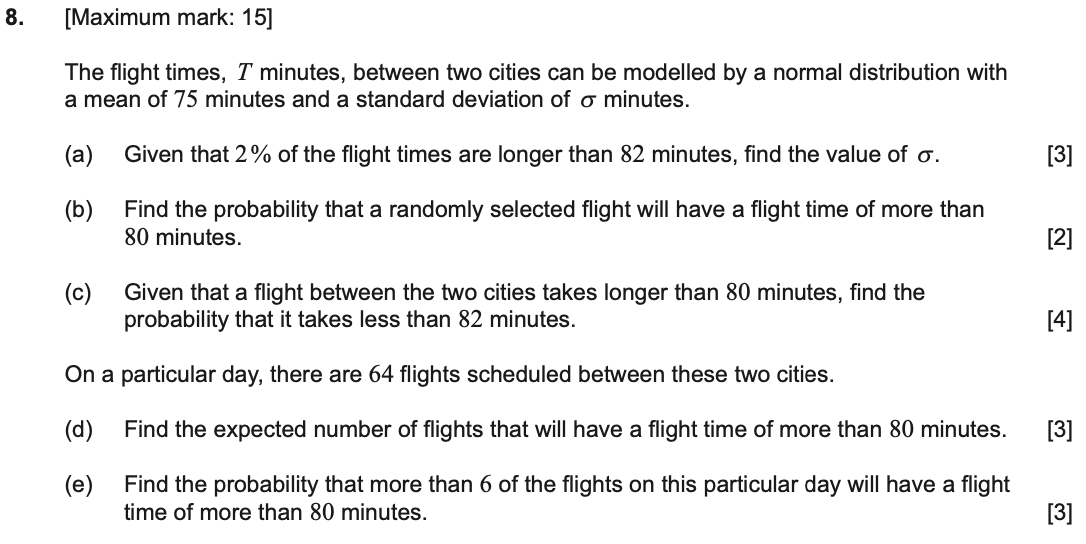 8. [Maximum mark: 15]
The flight times, T minutes, between two cities can be modelled by a normal distribution with
a mean of 75 minutes and a standard deviation of σ minutes.
(a) Given that 2% of the flight times are longer than 82 minutes, find the value of σ. [3]
(b) Find the probability that a randomly selected flight will have a flight time of more than
80 minutes. [2]
(c) Given that a flight between the two cities takes longer than 80 minutes, find the
probability that it takes less than 82 minutes. [4]
On a particular day, there are 64 flights scheduled between these two cities.
(d) Find the expected number of flights that will have a flight time of more than 80 minutes. [3]
(e) Find the probability that more than 6 of the flights on this particular day will have a flight
time of more than 80 minutes. [3]